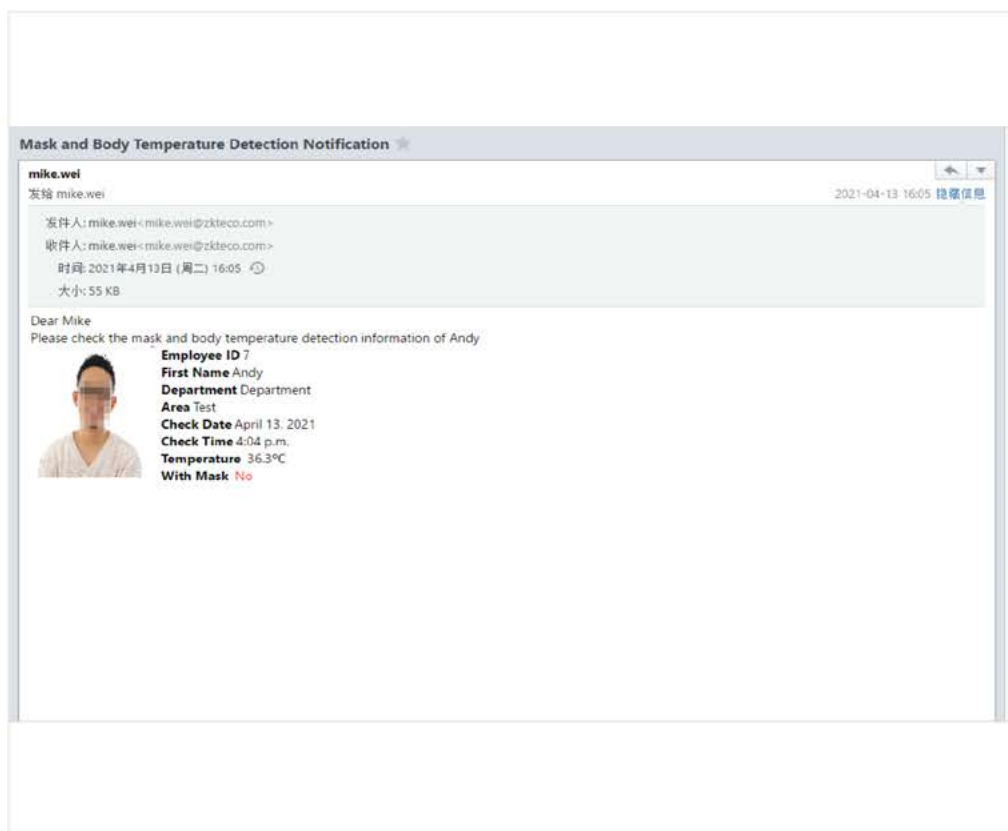 Mask and Body Temperature Detection Notification
mike.wei
发给 mike.wei
2021-04-13 16:05 隐藏信息
发件人: mike.wei<mike.wei@zkteco.com>
收件人: mike.wei<mike.wei@zkteco.com>
时间: 2021年4月13日 (周二) 16:05
大小: 55 KB
Dear Mike
Please check the mask and body temperature detection information of Andy
Employee ID 7
First Name Andy
Department Department
Area Test
Check Date April 13. 2021
Check Time 4:04 p.m.
Temperature 36.3ºC
With Mask No